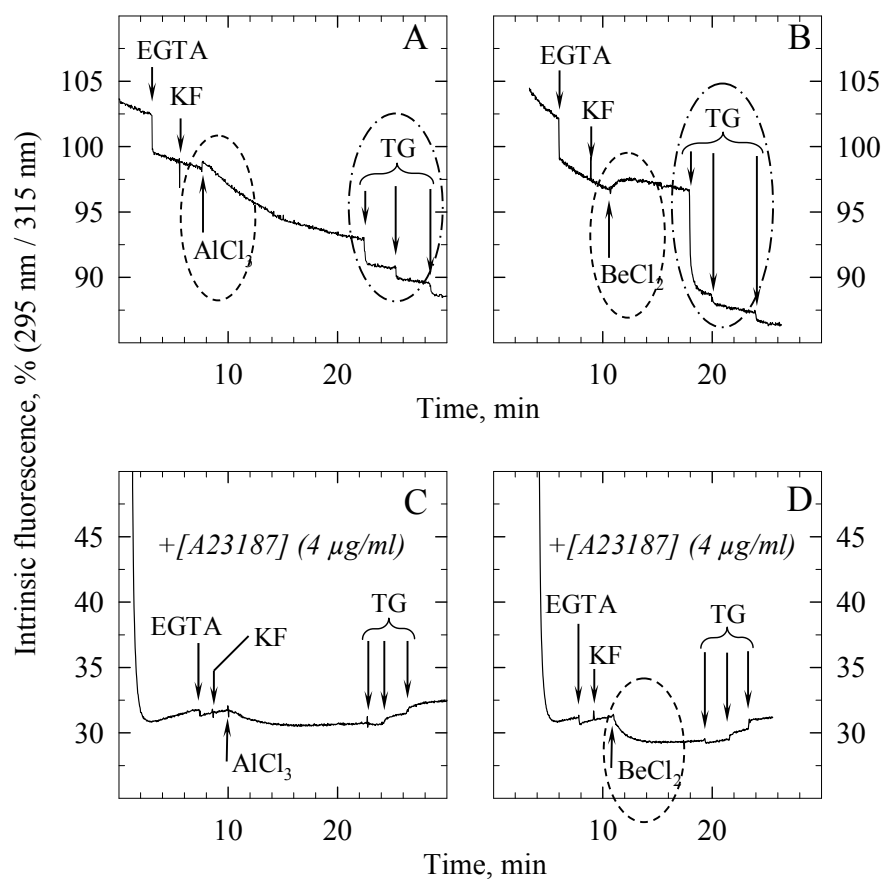 Intrinsic fluorescence, % (295 nm / 315 nm)
A
EGTA
KF
AlCl3
TG
105
100
95
90
10
20
B
EGTA
KF
BeCl2
TG
105
100
95
90
10
20
Time, min
C
+[A23187] (4 µg/ml)
EGTA
KF
AlCl3
TG
45
40
35
30
10
20
D
+[A23187] (4 µg/ml)
EGTA
KF
BeCl2
TG
45
40
35
30
10
20
Time, min